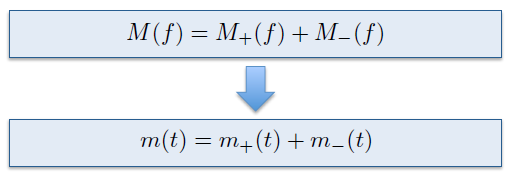 M(f) = M₊(f) + M₋(f)
m(t) = m₊(t) + m₋(t)